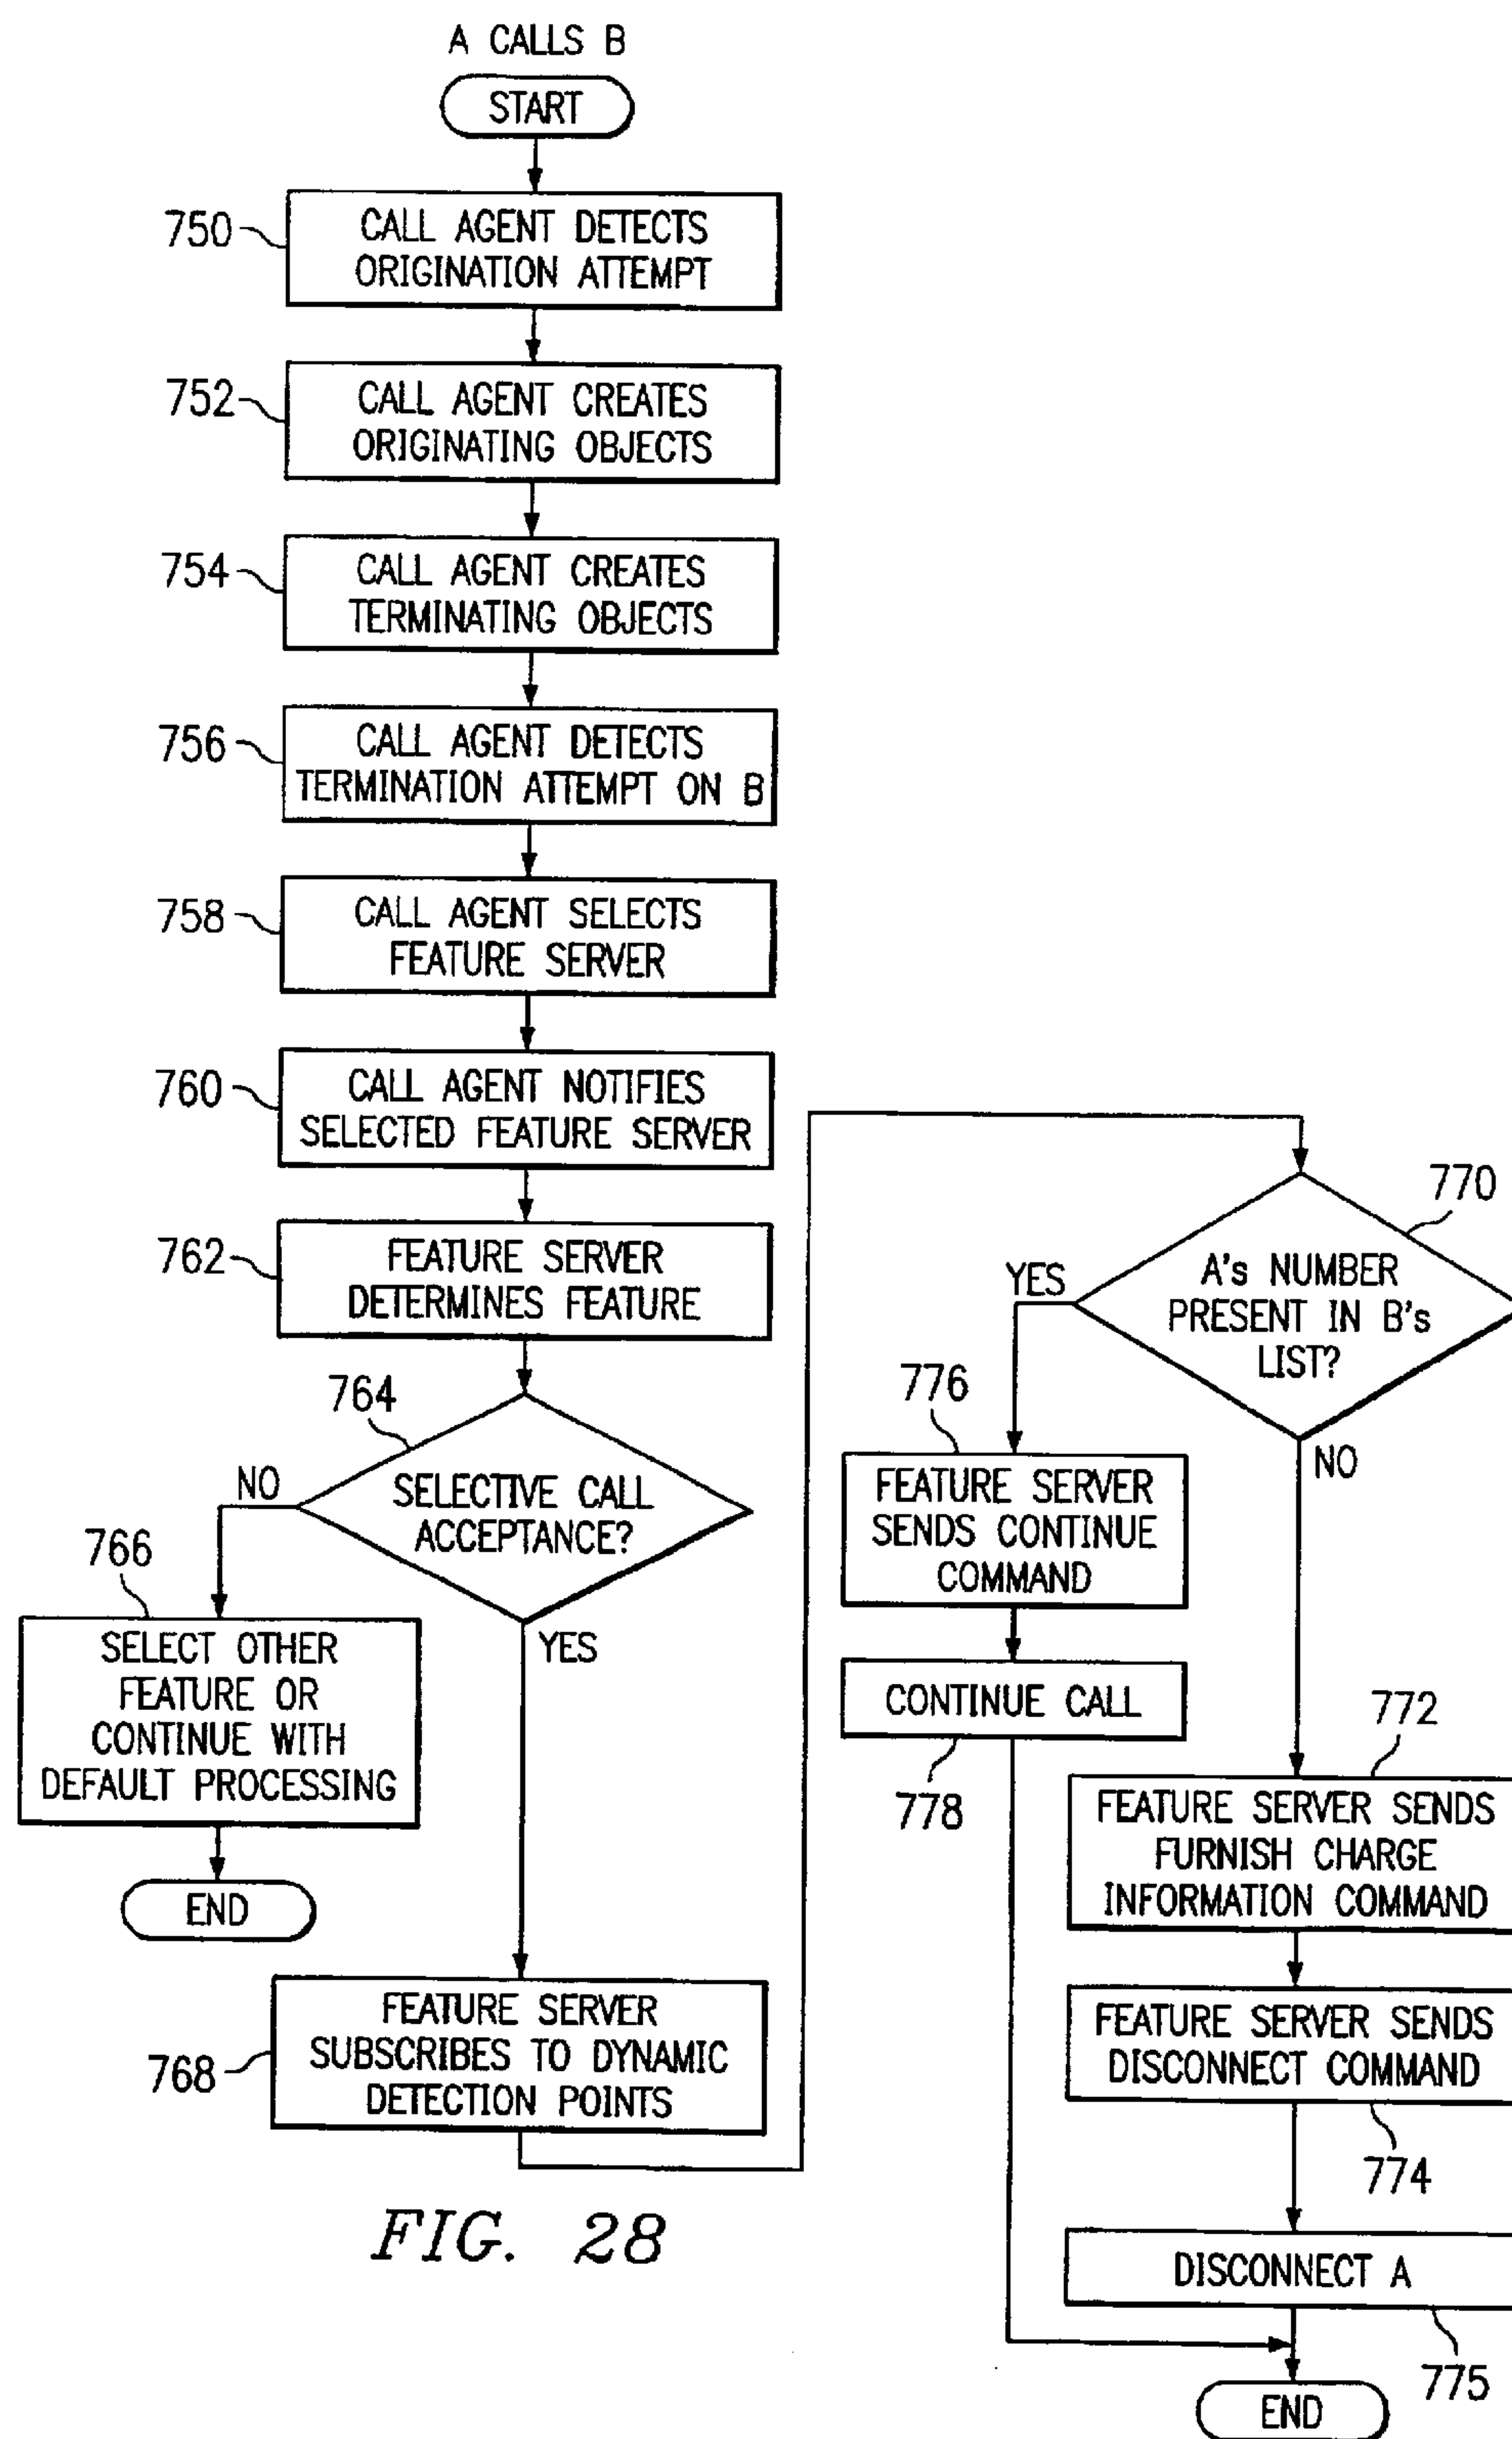 A CALLS B
START
750
CALL AGENT DETECTS
ORIGINATION ATTEMPT
752
CALL AGENT CREATES
ORIGINATING OBJECTS
754
CALL AGENT CREATES
TERMINATING OBJECTS
756
CALL AGENT DETECTS
TERMINATION ATTEMPT ON B
758
CALL AGENT SELECTS
FEATURE SERVER
760
CALL AGENT NOTIFIES
SELECTED FEATURE SERVER
762
FEATURE SERVER
DETERMINES FEATURE
764
SELECTIVE CALL
ACCEPTANCE?
NO
766
SELECT OTHER
FEATURE OR
CONTINUE WITH
DEFAULT PROCESSING
END
YES
768
FEATURE SERVER
SUBSCRIBES TO DYNAMIC
DETECTION POINTS
770
A's NUMBER
PRESENT IN B's
LIST?
YES
776
FEATURE SERVER
SENDS CONTINUE
COMMAND
CONTINUE CALL
778
NO
772
FEATURE SERVER SENDS
FURNISH CHARGE
INFORMATION COMMAND
FEATURE SERVER SENDS
DISCONNECT COMMAND
774
DISCONNECT A
775
END
FIG. 28